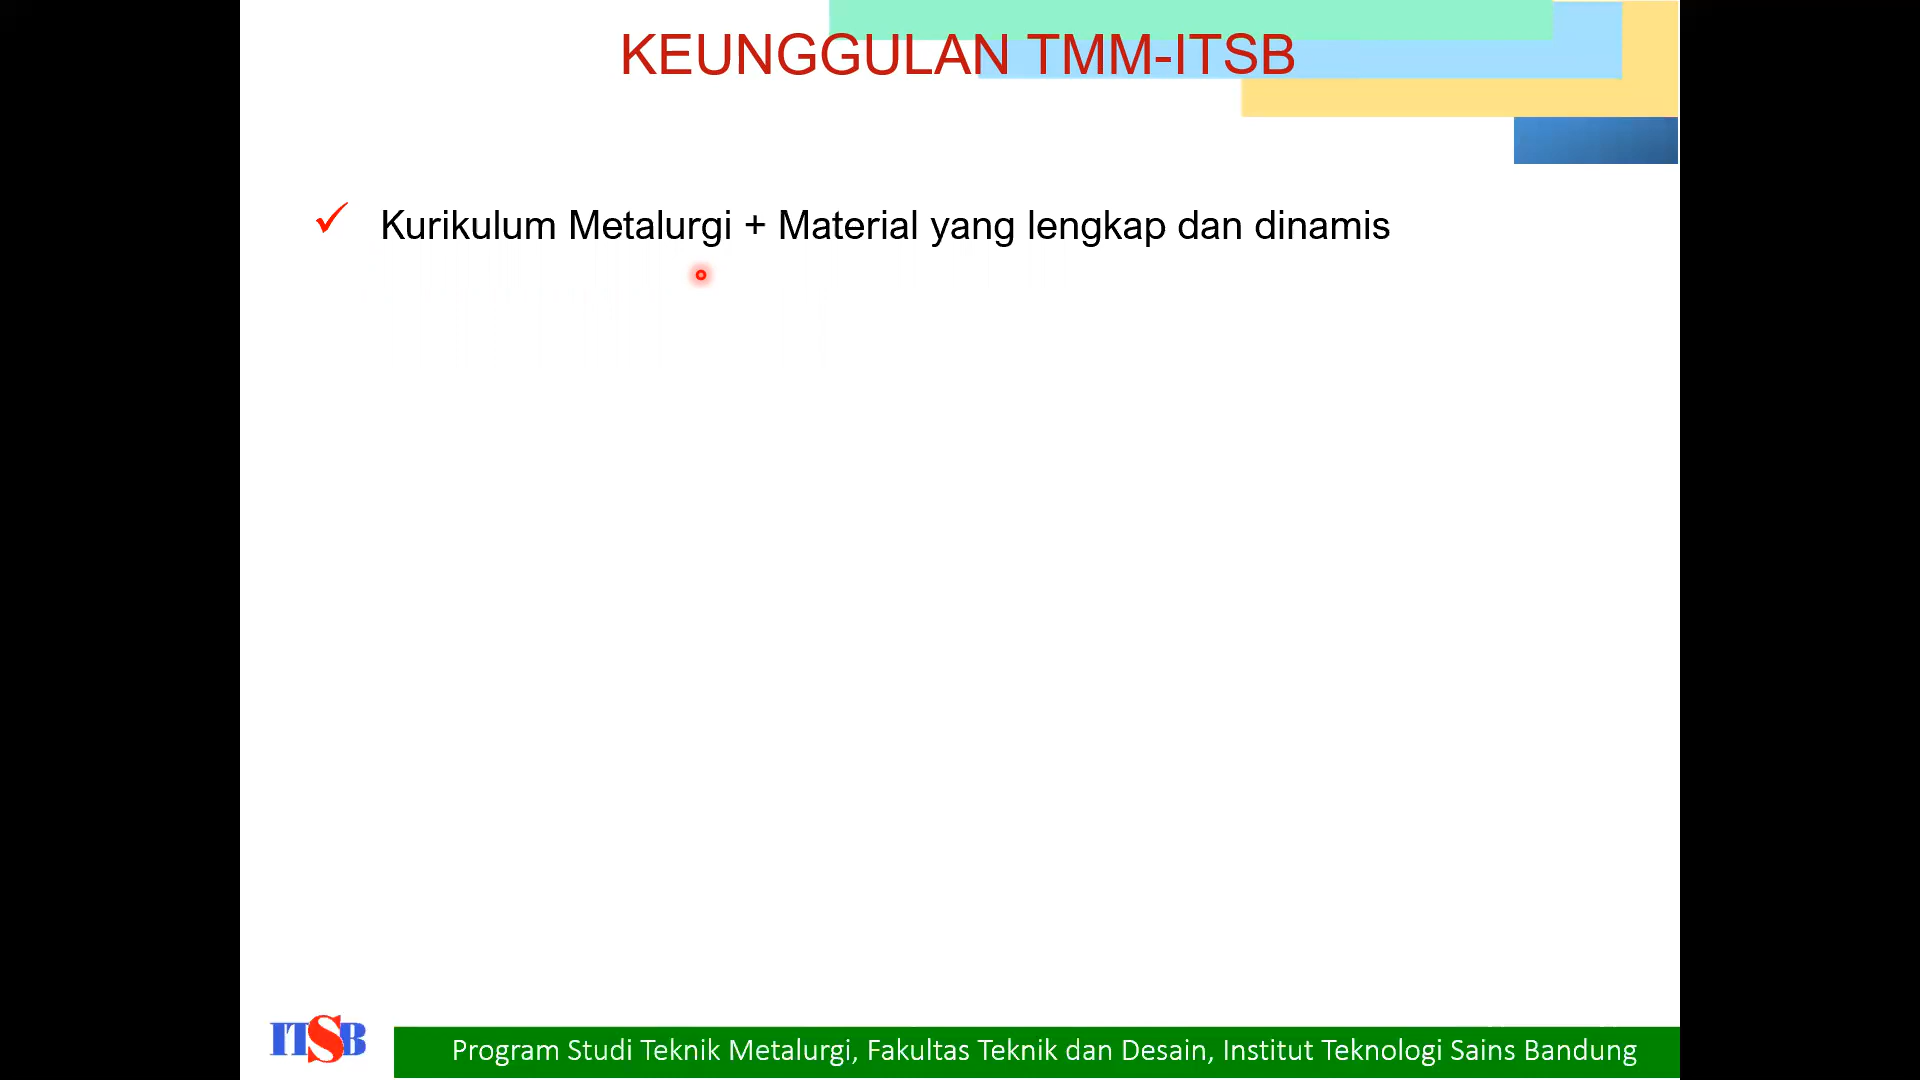 KEUNGGULAN TMM-ITSB
✓ Kurikulum Metalurgi + Material yang lengkap dan dinamis
ITSB
Program Studi Teknik Metalurgi, Fakultas Teknik dan Desain, Institut Teknologi Sains Bandung